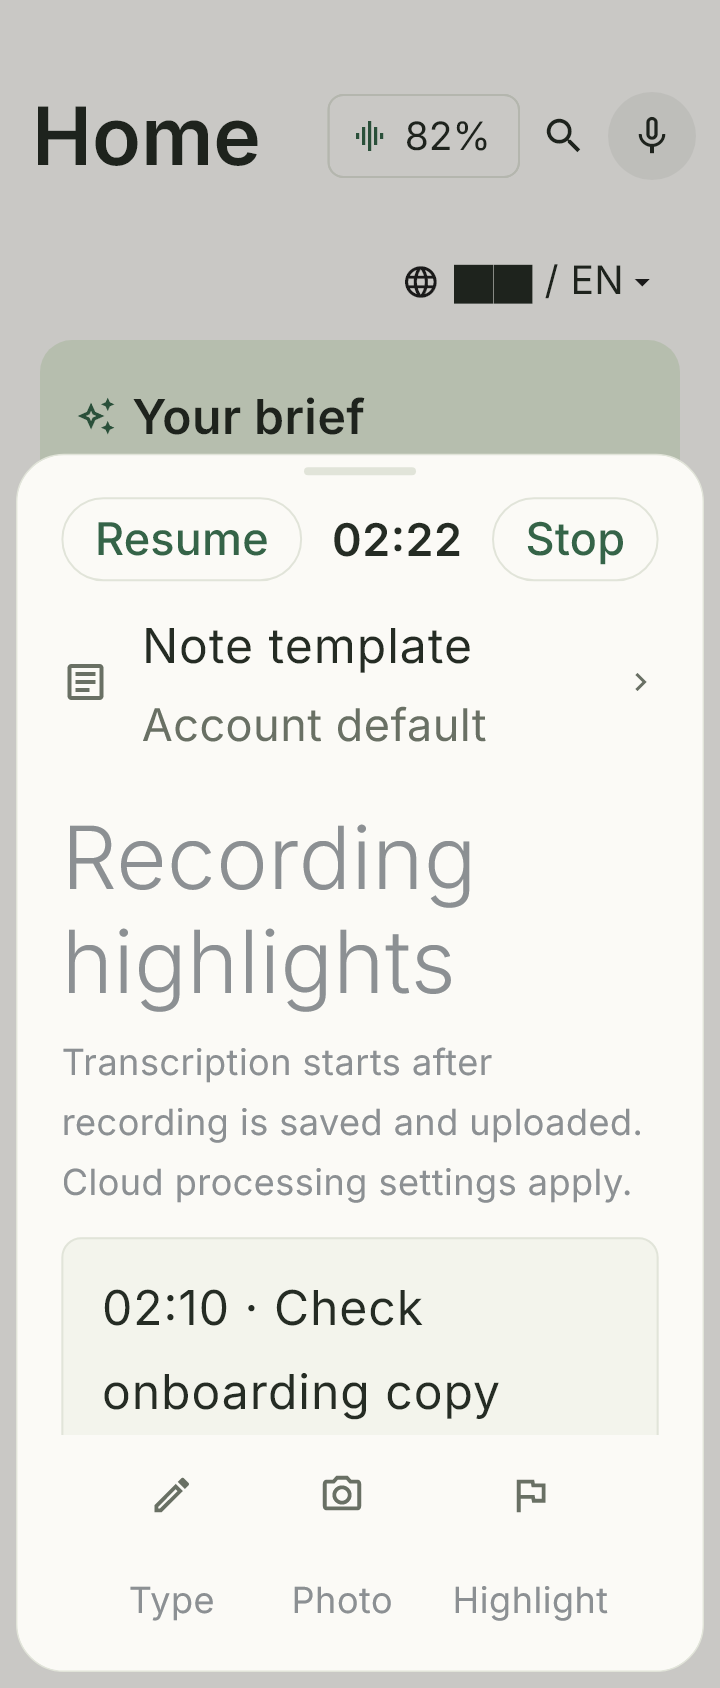 Home
82%
/ EN
Your brief
Resume
02:22
Stop
Note template
Account default
Recording
highlights
Transcription starts after
recording is saved and uploaded.
Cloud processing settings apply.
02:10 · Check
onboarding copy
Type
Photo
Highlight